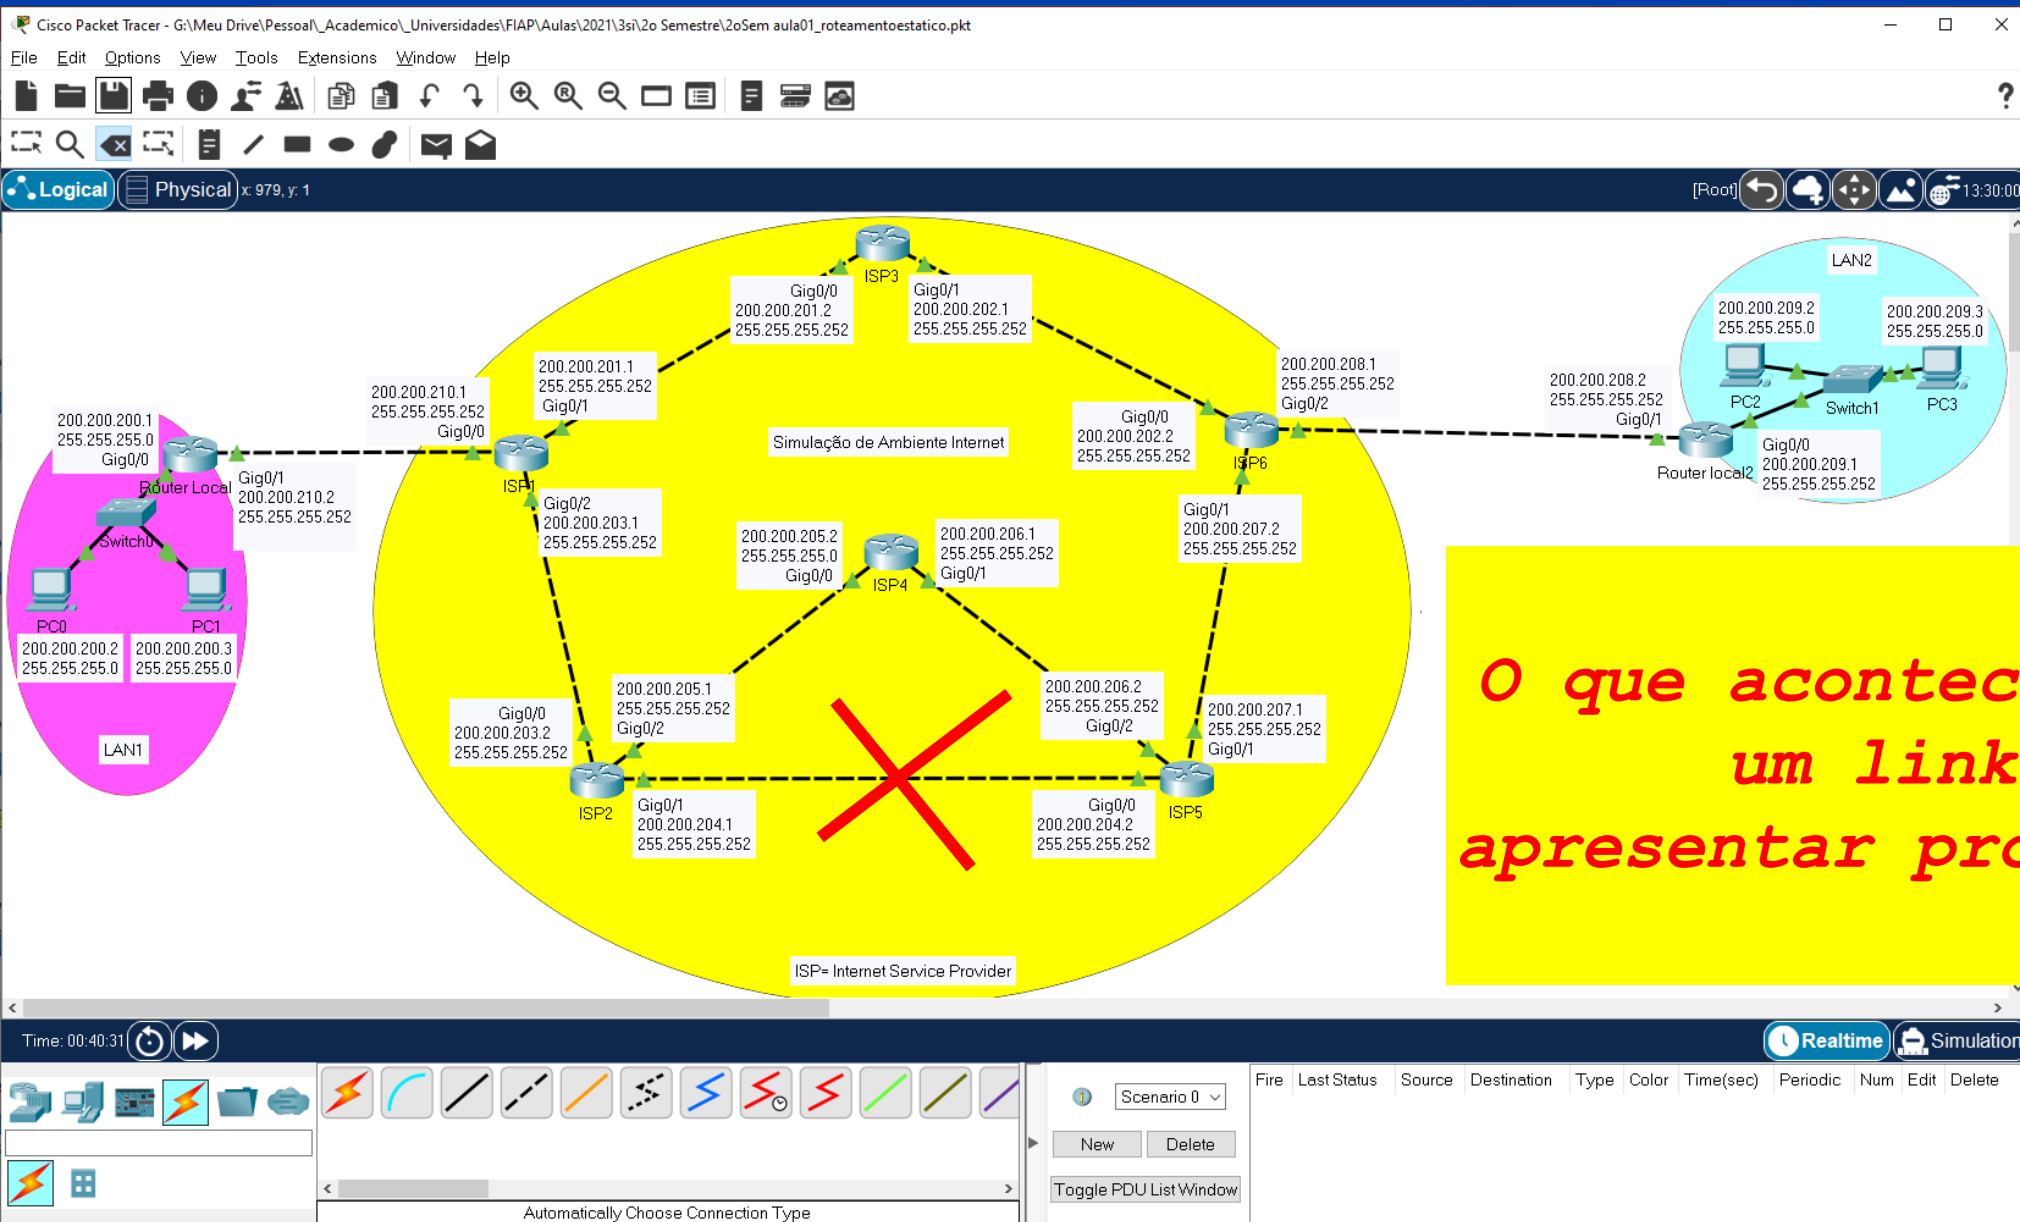 Cisco Packet Tracer - G:\Meu Drive\Pessoal\_Academico\_Universidades\FIAP\Aulas\2021\3si\2o Semestre\2oSem aula01_roteamentoestatico.pkt
File Edit Options View Tools Extensions Window Help
Logical Physical x: 979, y: 1
[Root] 13:30:00
ISP3
Gig0/0
200.200.201.2
255.255.255.252
Gig0/1
200.200.202.1
255.255.255.252
LAN2
200.200.209.2
255.255.255.0
200.200.209.3
255.255.255.0
PC2
Switch1
PC3
200.200.201.1
255.255.255.252
Gig0/1
200.200.210.1
255.255.255.252
Gig0/0
200.200.208.1
255.255.255.252
Gig0/2
200.200.208.2
255.255.255.252
Gig0/1
200.200.200.1
255.255.255.0
Gig0/0
Gig0/0
200.200.202.2
255.255.255.252
Simulação de Ambiente Internet
Router Local
Gig0/1
200.200.210.2
255.255.255.252
ISP1
ISP6
Router local2
Gig0/0
200.200.209.1
255.255.255.252
Switch0
Gig0/2
200.200.203.1
255.255.255.252
200.200.205.2
255.255.255.0
Gig0/0
200.200.206.1
255.255.255.252
Gig0/1
ISP4
Gig0/1
200.200.207.2
255.255.255.252
PC0
PC1
200.200.200.2
255.255.255.0
200.200.200.3
255.255.255.0
LAN1
Gig0/0
200.200.203.2
255.255.255.252
200.200.205.1
255.255.255.252
Gig0/2
200.200.206.2
255.255.255.252
Gig0/2
200.200.207.1
255.255.255.252
Gig0/1
ISP2
Gig0/1
200.200.204.1
255.255.255.252
Gig0/0
200.200.204.2
255.255.255.252
ISP5
O que acontec
um link
apresentar pro
ISP= Internet Service Provider
Time: 00:40:31
Realtime Simulation
Scenario 0
New Delete
Toggle PDU List Window
Fire Last Status Source Destination Type Color Time(sec) Periodic Num Edit Delete
Automatically Choose Connection Type